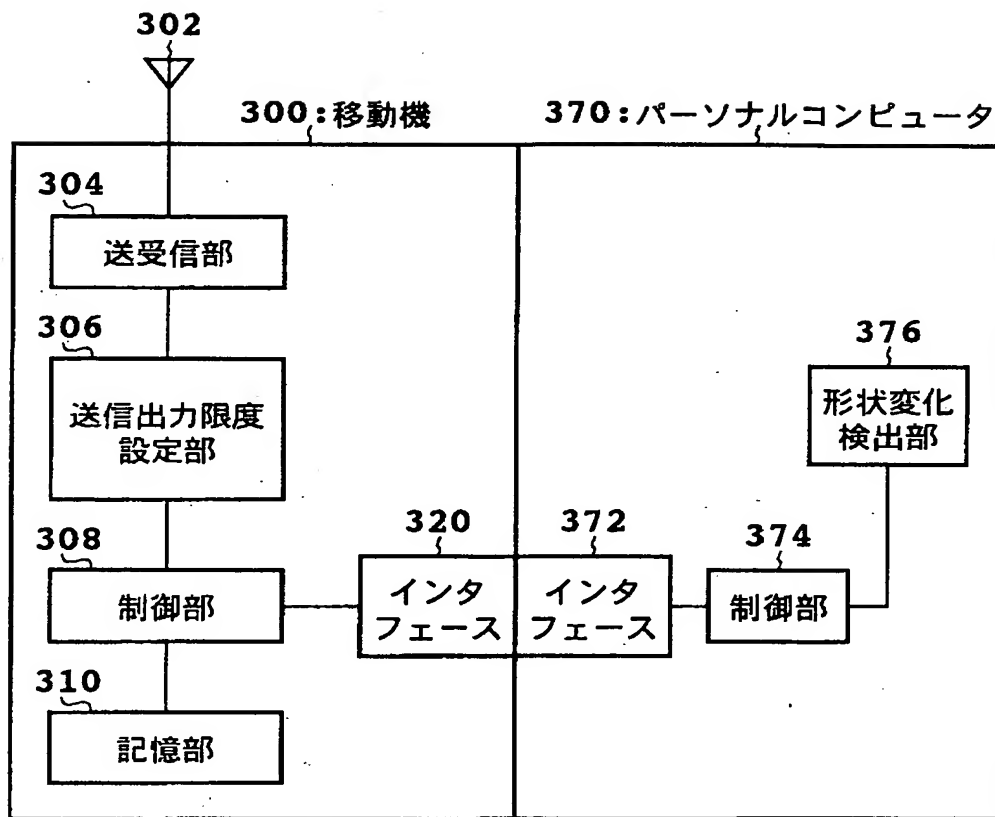 302
300:移動機
370:パーソナルコンピュータ
304
送受信部
306
送信出力限度
設定部
308
制御部
310
記憶部
320
インタ
フェース
372
インタ
フェース
374
制御部
376
形状変化
検出部